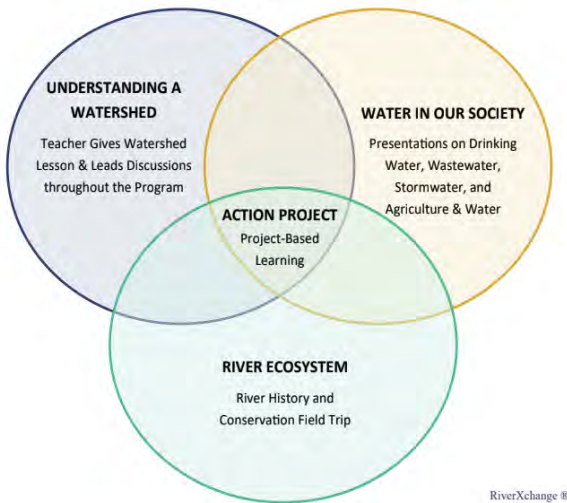 UNDERSTANDING A
WATERSHED
Teacher Gives Watershed
Lesson & Leads Discussions
throughout the Program
WATER IN OUR SOCIETY
Presentations on Drinking
Water, Wastewater,
Stormwater, and
Agriculture & Water
ACTION PROJECT
Project-Based
Learning
RIVER ECOSYSTEM
River History and
Conservation Field Trip
RiverXchange ®